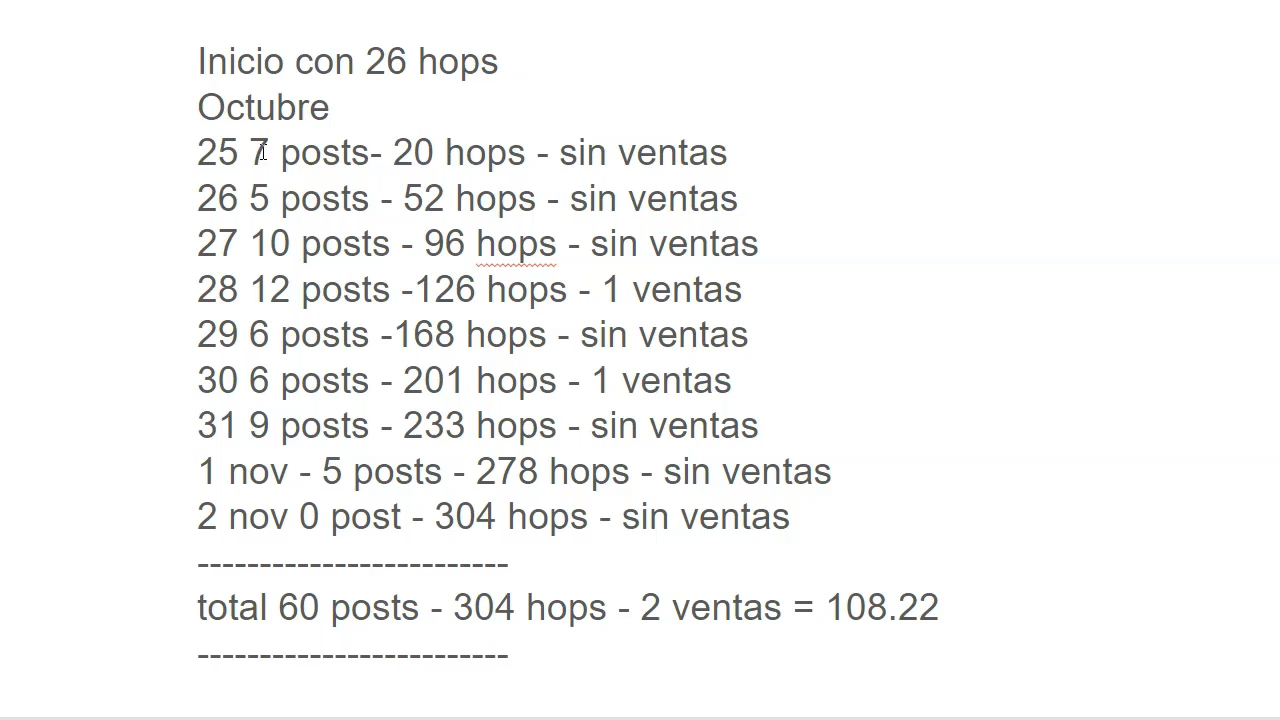 Inicio con 26 hops
Octubre
25 7 posts- 20 hops - sin ventas
26 5 posts - 52 hops - sin ventas
27 10 posts - 96 hops - sin ventas
28 12 posts -126 hops - 1 ventas
29 6 posts -168 hops - sin ventas
30 6 posts - 201 hops - 1 ventas
31 9 posts - 233 hops - sin ventas
1 nov - 5 posts - 278 hops - sin ventas
2 nov 0 post - 304 hops - sin ventas
------------------------
total 60 posts - 304 hops - 2 ventas = 108.22
------------------------